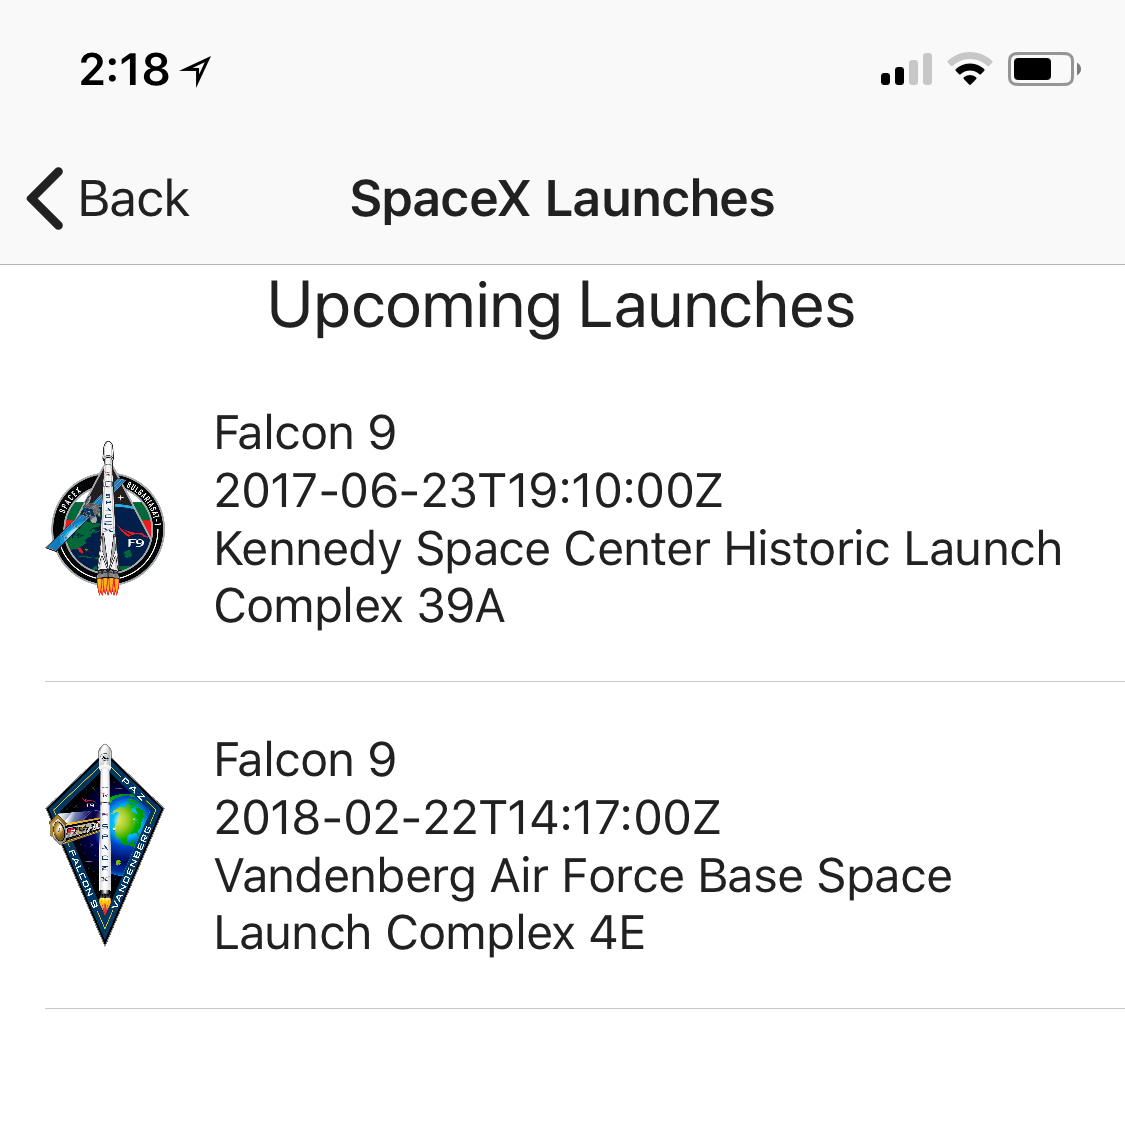 2:18
Back
SpaceX Launches
Upcoming Launches
SPACEX
BULGARIASAT-1
F9
Falcon 9
2017-06-23T19:10:00Z
Kennedy Space Center Historic Launch
Complex 39A
PAZ
FALCON 9
VANDENBERG
Falcon 9
2018-02-22T14:17:00Z
Vandenberg Air Force Base Space
Launch Complex 4E